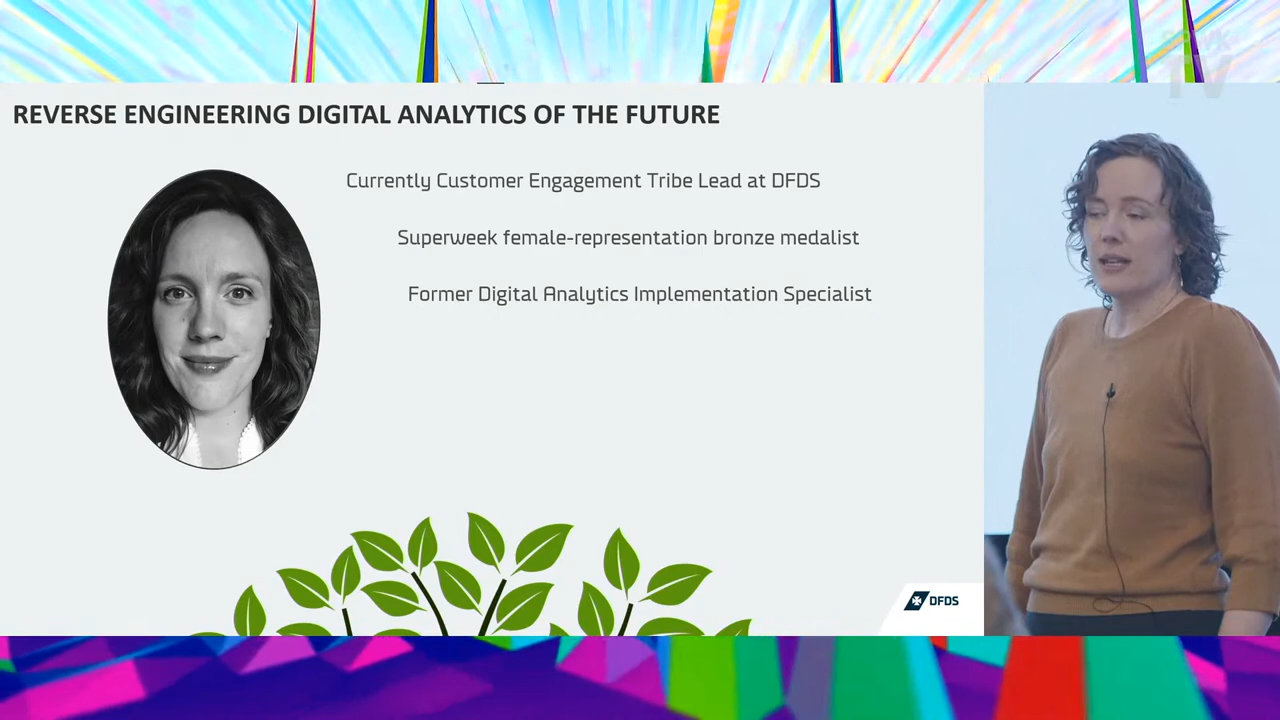 REVERSE ENGINEERING DIGITAL ANALYTICS OF THE FUTURE
Currently Customer Engagement Tribe Lead at DFDS
Superweek female-representation bronze medalist
Former Digital Analytics Implementation Specialist
DFDS
TV